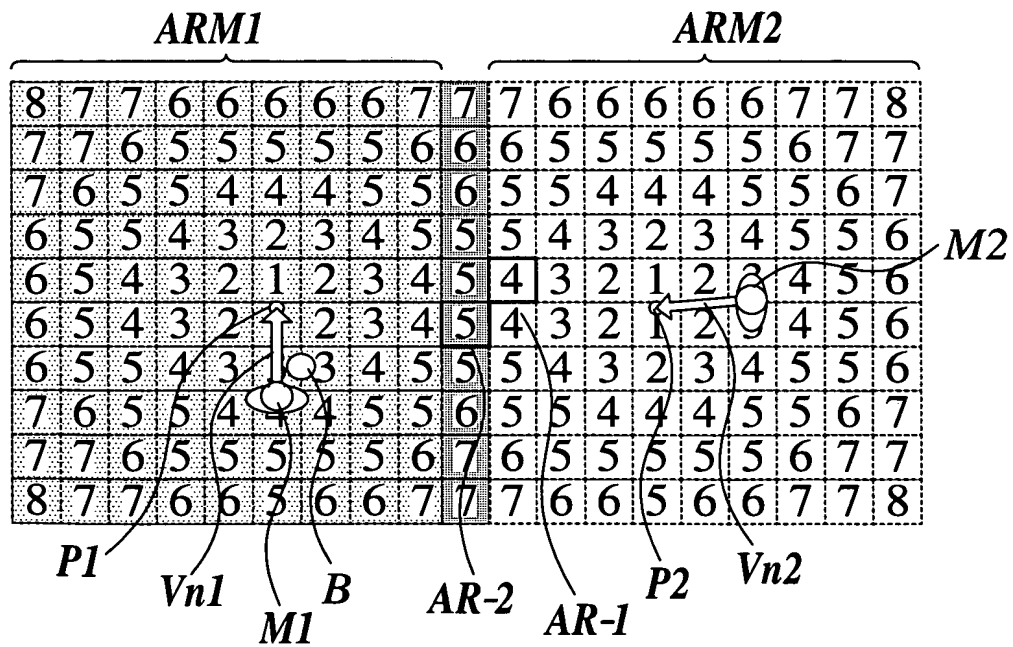 ARM1 ARM2
8 7 7 6 6 6 6 6 7 7 7 6 6 6 6 6 7 7 8
7 7 6 5 5 5 5 5 6 6 6 5 5 5 5 5 6 7 7
7 6 5 5 4 4 4 5 5 6 5 5 4 4 4 5 5 6 7
6 5 5 4 3 2 3 4 5 5 5 4 3 2 3 4 5 5 6
M2
6 5 4 3 2 1 2 3 4 5 4 3 2 1 2 3 4 5 6
6 5 4 3 2 2 3 4 5 4 3 2 1 2 4 5 6
6 5 5 4 3 3 4 5 5 5 4 3 2 3 4 5 5 6
7 6 5 5 4 4 4 5 5 6 5 5 4 4 4 5 5 6 7
7 7 6 5 5 5 5 5 6 7 6 5 5 5 5 5 6 7 7
8 7 7 6 6 5 6 6 7 7 7 6 6 5 6 6 7 7 8
P1 Vn1 M1 B AR-2 AR-1 P2 Vn2